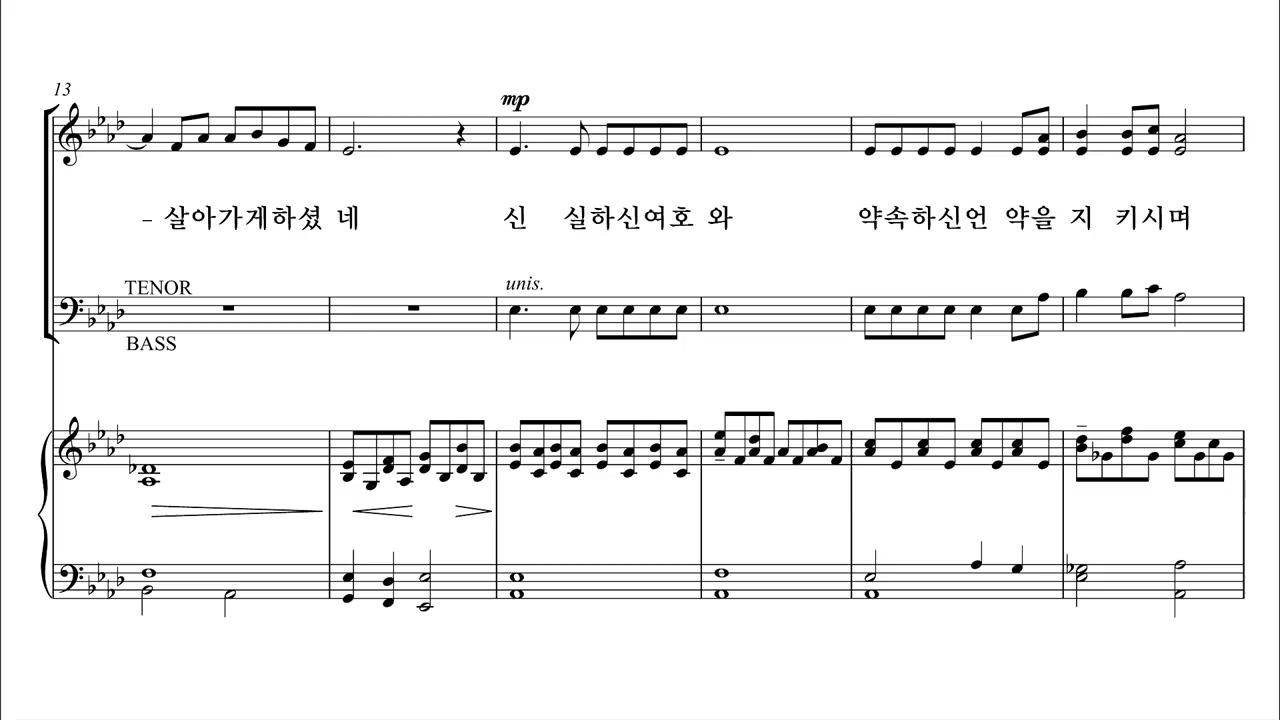 13
mp
- 살아가게하셨 네 신 실하신여호 와 약속하신언 약을 지 키시며
TENOR
unis.
BASS